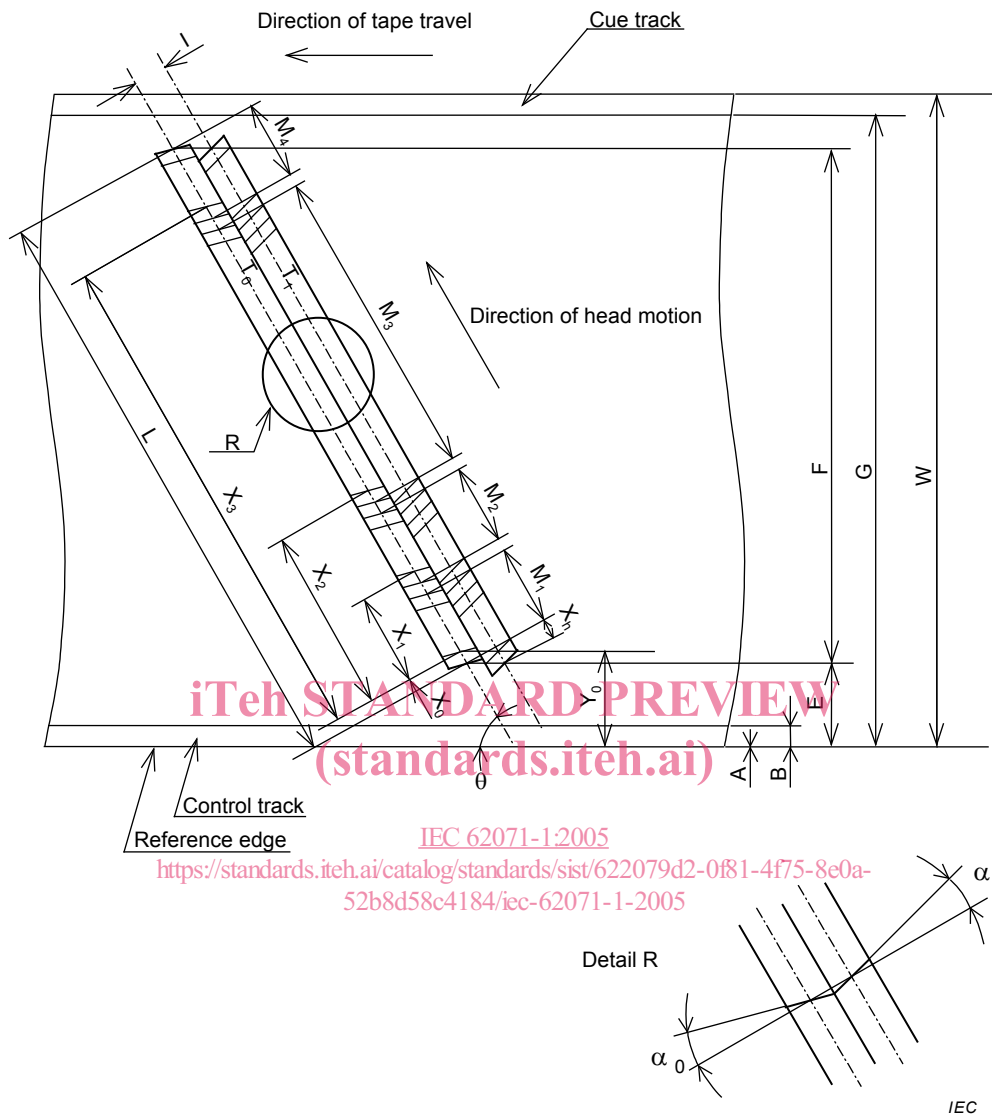 Direction of tape travel
Cue track
I
M4
T0
T1
M3
Direction of head motion
F
G
W
L
R
X3
M2
X2
M1
X1
Xh
X0
Y0
E
iTeh STANDARD PREVIEW
(standards.iteh.ai)
θ
A
B
Control track
Reference edge
IEC 62071-1:2005
https://standards.iteh.ai/catalog/standards/sist/622079d2-0f81-4f75-8e0a-
52b8d58c4184/iec-62071-1-2005
α
Detail R
α0
IEC